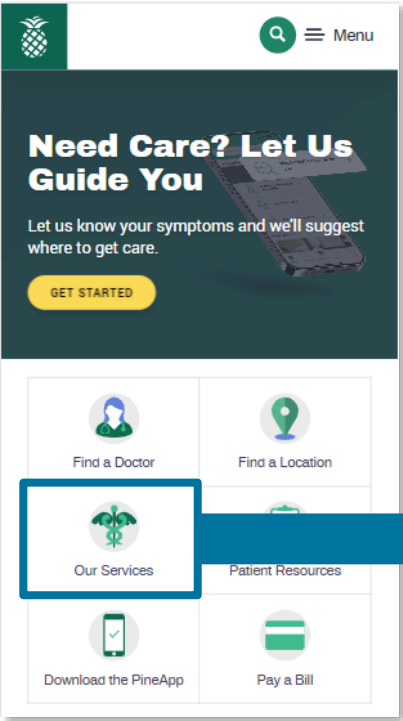 Menu
Need Care? Let Us
Guide You
Let us know your symptoms and we'll suggest
where to get care.
GET STARTED
Find a Doctor
Find a Location
Our Services
Patient Resources
Download the PineApp
Pay a Bill